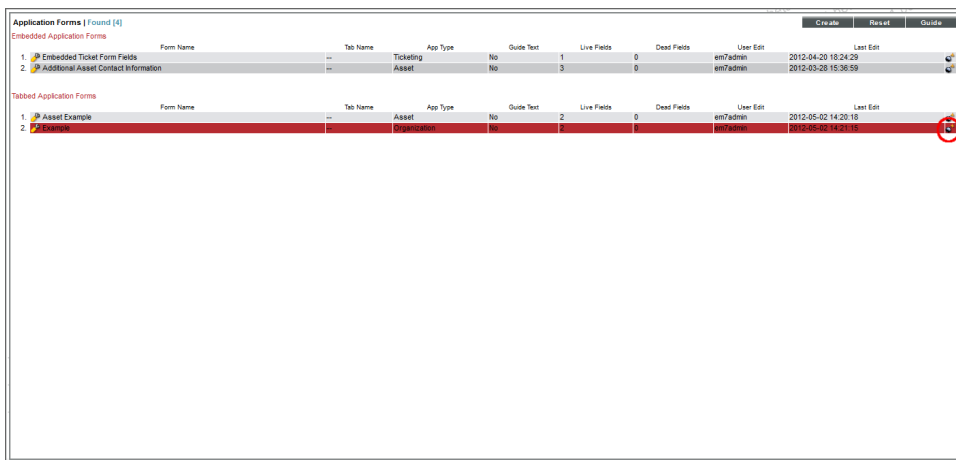 Application Forms | Found [4] Create Reset Guide
Embedded Application Forms
Form Name Tab Name App Type Guide Text Live Fields Dead Fields User Edit Last Edit
1. Embedded Ticket Form Fields -- Ticketing No 1 0 em7admin 2012-04-20 18:24:29
2. Additional Asset Contact Information -- Asset No 3 0 em7admin 2012-03-28 15:36:59
Tabbed Application Forms
Form Name Tab Name App Type Guide Text Live Fields Dead Fields User Edit Last Edit
1. Asset Example -- Asset No 2 0 em7admin 2012-05-02 14:20:18
2. Example -- Organization No 2 0 em7admin 2012-05-02 14:21:15